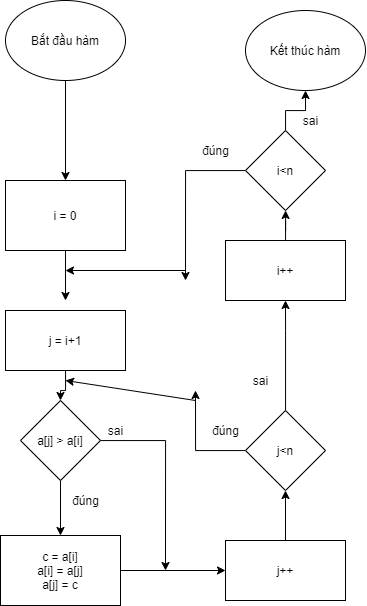 Bắt đầu hàm
Kết thúc hàm
sai
đúng
i<n
i = 0
i++
j = i+1
sai
a[j] > a[i]
sai
đúng
j<n
đúng
c = a[i]
a[i] = a[j]
a[j] = c
j++